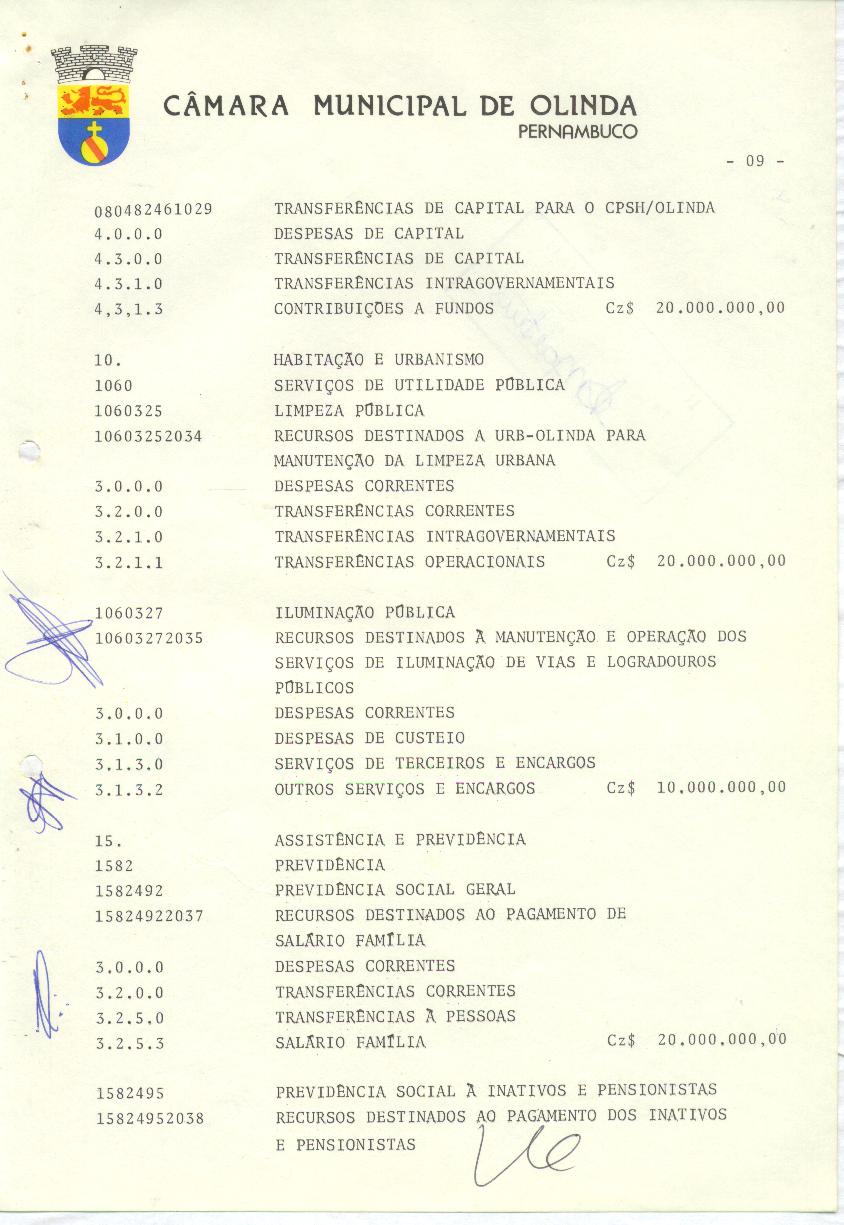 CÂMARA MUNICIPAL DE OLINDA
PERNAMBUCO
- 09 -
080482461029 TRANSFERÊNCIAS DE CAPITAL PARA O CPSH/OLINDA
4.0.0.0 DESPESAS DE CAPITAL
4.3.0.0 TRANSFERÊNCIAS DE CAPITAL
4.3.1.0 TRANSFERÊNCIAS INTRAGOVERNAMENTAIS
4,3,1.3 CONTRIBUIÇÕES A FUNDOS Cz$ 20.000.000,00
10. HABITAÇÃO E URBANISMO
1060 SERVIÇOS DE UTILIDADE PÚBLICA
1060325 LIMPEZA PÚBLICA
10603252034 RECURSOS DESTINADOS A URB-OLINDA PARA
MANUTENÇÃO DA LIMPEZA URBANA
3.0.0.0 DESPESAS CORRENTES
3.2.0.0 TRANSFERÊNCIAS CORRENTES
3.2.1.0 TRANSFERÊNCIAS INTRAGOVERNAMENTAIS
3.2.1.1 TRANSFERÊNCIAS OPERACIONAIS Cz$ 20.000.000,00
1060327 ILUMINAÇÃO PÚBLICA
10603272035 RECURSOS DESTINADOS À MANUTENÇÃO E OPERAÇÃO DOS
SERVIÇOS DE ILUMINAÇÃO DE VIAS E LOGRADOUROS
PÚBLICOS
3.0.0.0 DESPESAS CORRENTES
3.1.0.0 DESPESAS DE CUSTEIO
3.1.3.0 SERVIÇOS DE TERCEIROS E ENCARGOS
3.1.3.2 OUTROS SERVIÇOS E ENCARGOS Cz$ 10.000.000,00
15. ASSISTÊNCIA E PREVIDÊNCIA
1582 PREVIDÊNCIA
1582492 PREVIDÊNCIA SOCIAL GERAL
15824922037 RECURSOS DESTINADOS AO PAGAMENTO DE
SALÁRIO FAMÍLIA
3.0.0.0 DESPESAS CORRENTES
3.2.0.0 TRANSFERÊNCIAS CORRENTES
3.2.5.0 TRANSFERÊNCIAS À PESSOAS
3.2.5.3 SALÁRIO FAMÍLIA Cz$ 20.000.000,00
1582495 PREVIDÊNCIA SOCIAL À INATIVOS E PENSIONISTAS
15824952038 RECURSOS DESTINADOS AO PAGAMENTO DOS INATIVOS
E PENSIONISTAS